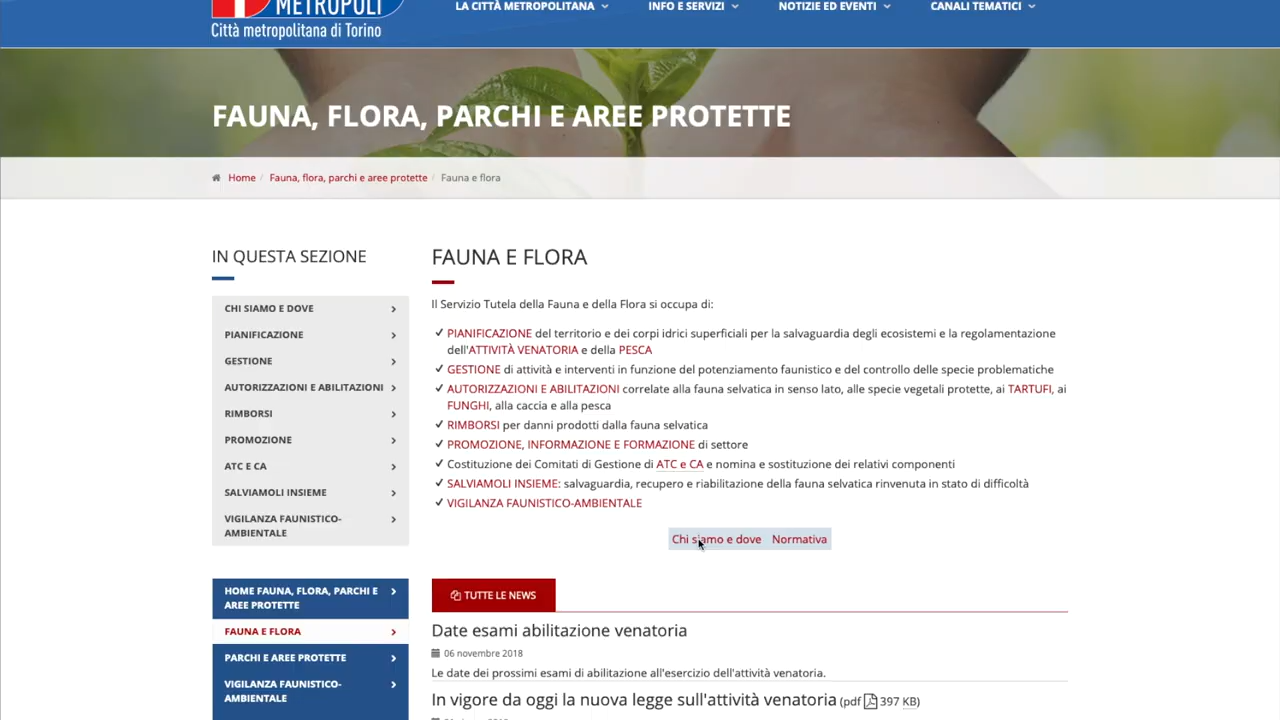 METROPOLI
Città metropolitana di Torino
LA CITTÀ METROPOLITANA
INFO E SERVIZI
NOTIZIE ED EVENTI
CANALI TEMATICI
FAUNA, FLORA, PARCHI E AREE PROTETTE
Home / Fauna, flora, parchi e aree protette / Fauna e flora
IN QUESTA SEZIONE
CHI SIAMO E DOVE
PIANIFICAZIONE
GESTIONE
AUTORIZZAZIONI E ABILITAZIONI
RIMBORSI
PROMOZIONE
ATC E CA
SALVIAMOLI INSIEME
VIGILANZA FAUNISTICO-
AMBIENTALE
HOME FAUNA, FLORA, PARCHI E
AREE PROTETTE
FAUNA E FLORA
PARCHI E AREE PROTETTE
VIGILANZA FAUNISTICO-
AMBIENTALE
FAUNA E FLORA
Il Servizio Tutela della Fauna e della Flora si occupa di:
PIANIFICAZIONE del territorio e dei corpi idrici superficiali per la salvaguardia degli ecosistemi e la regolamentazione
dell'ATTIVITÀ VENATORIA e della PESCA
GESTIONE di attività e interventi in funzione del potenziamento faunistico e del controllo delle specie problematiche
AUTORIZZAZIONI E ABILITAZIONI correlate alla fauna selvatica in senso lato, alle specie vegetali protette, ai TARTUFI, ai
FUNGHI, alla caccia e alla pesca
RIMBORSI per danni prodotti dalla fauna selvatica
PROMOZIONE, INFORMAZIONE E FORMAZIONE di settore
Costituzione dei Comitati di Gestione di ATC e CA e nomina e sostituzione dei relativi componenti
SALVIAMOLI INSIEME: salvaguardia, recupero e riabilitazione della fauna selvatica rinvenuta in stato di difficoltà
VIGILANZA FAUNISTICO-AMBIENTALE
Chi siamo e dove Normativa
TUTTE LE NEWS
Date esami abilitazione venatoria
06 novembre 2018
Le date dei prossimi esami di abilitazione all'esercizio dell'attività venatoria.
In vigore da oggi la nuova legge sull'attività venatoria (pdf 397 KB)